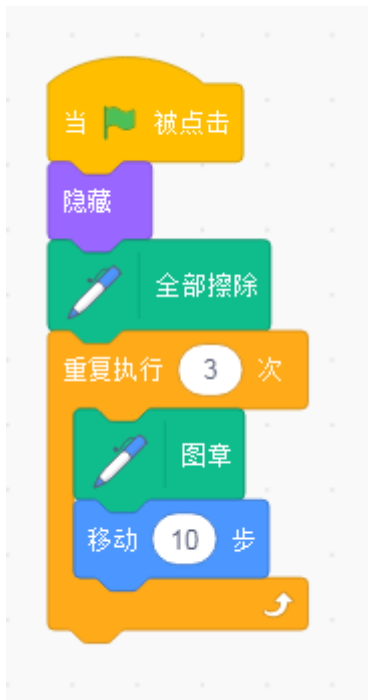 当 被点击
隐藏
全部擦除
重复执行 3 次
图章
移动 10 步